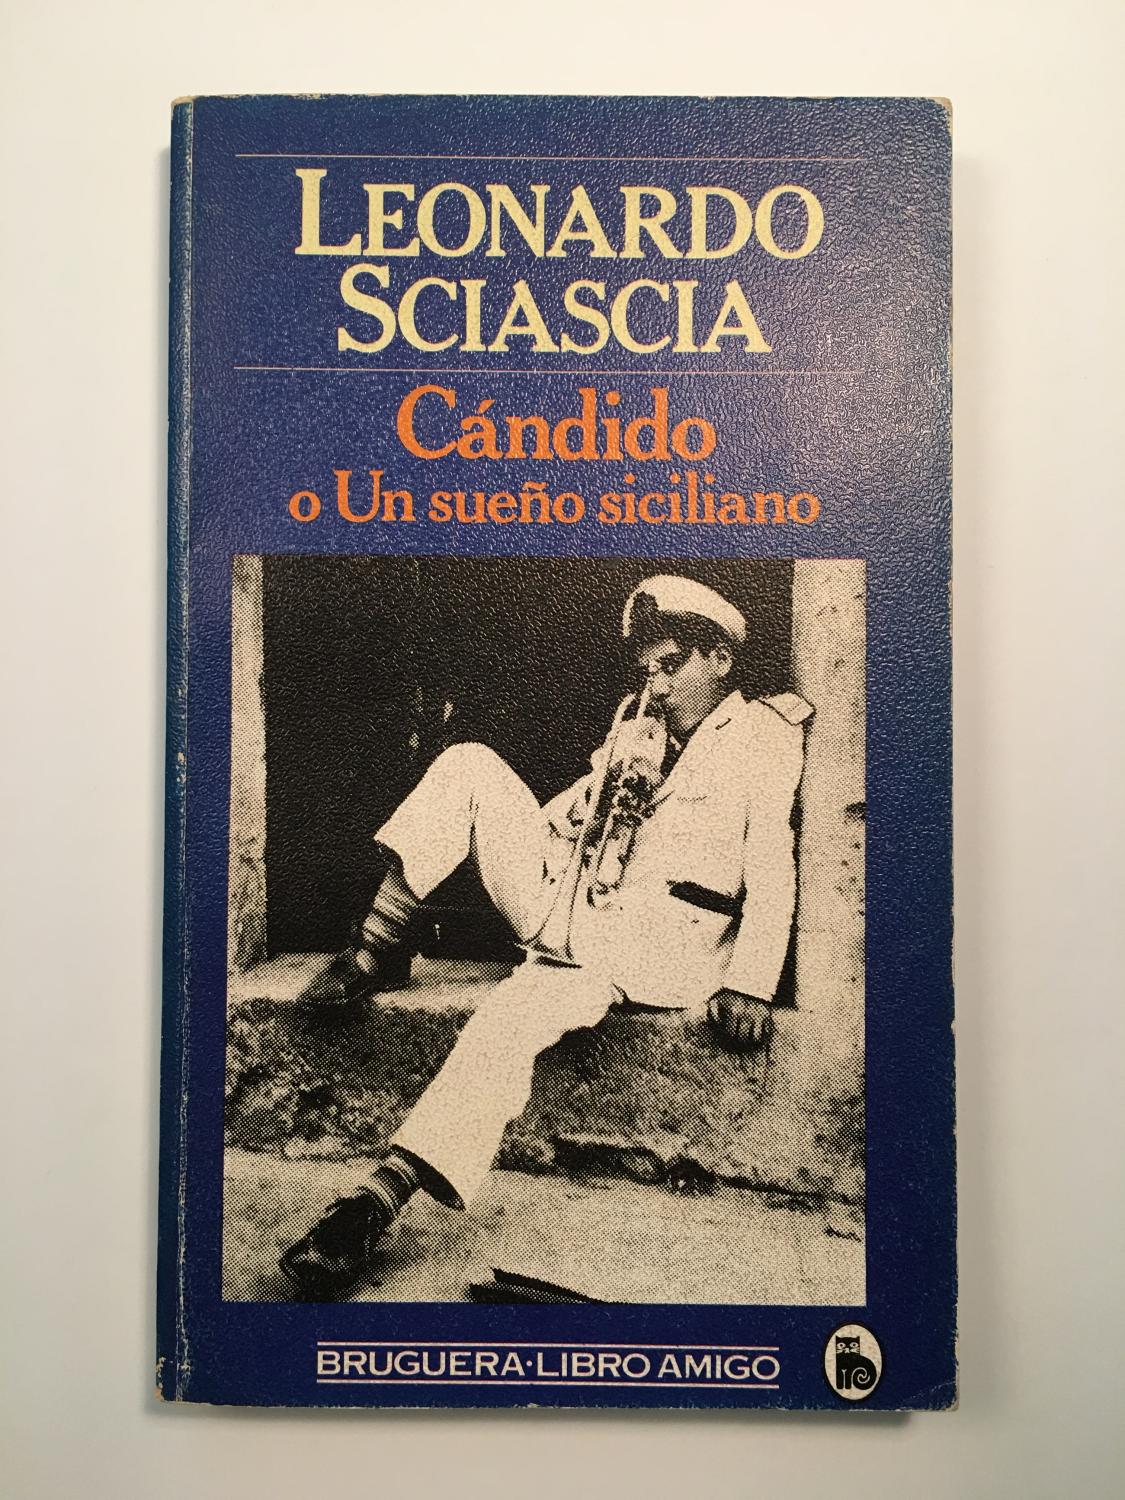 LEONARDO
SCIASCIA
Cándido
o Un sueño siciliano
BRUGUERA·LIBRO AMIGO